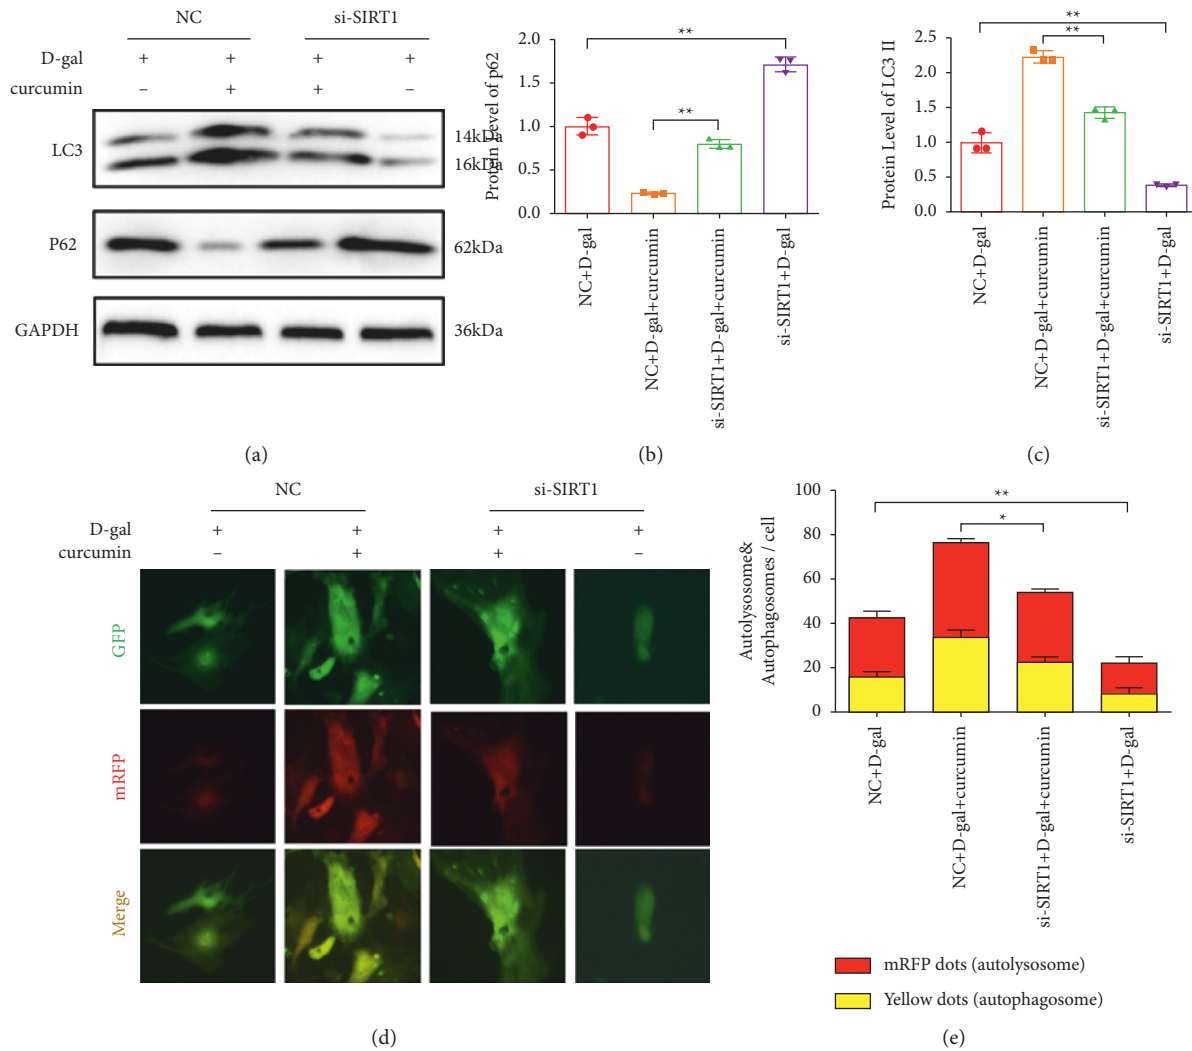 NC si-SIRT1
D-gal + + + +
curcumin – + + –
LC3
14kDa
16kDa
P62 62kDa
GAPDH 36kDa
(a)
Protein Level of p62
2.0
1.5
1.0
0.5
0.0
**
**
NC+D-gal
NC+D-gal+curcumin
si-SIRT1+D-gal+curcumin
si-SIRT1+D-gal
(b)
Protein Level of LC3 II
2.5
2.0
1.5
1.0
0.5
0.0
**
**
NC+D-gal
NC+D-gal+curcumin
si-SIRT1+D-gal+curcumin
si-SIRT1+D-gal
(c)
NC si-SIRT1
D-gal + + + +
curcumin – + + –
GFP
mRFP
Merge
(d)
Autolysosome&
Autophagosomes / cell
100
80
60
40
20
0
**
*
NC+D-gal
NC+D-gal+curcumin
si-SIRT1+D-gal+curcumin
si-SIRT1+D-gal
mRFP dots (autolysosome)
Yellow dots (autophagosome)
(e)